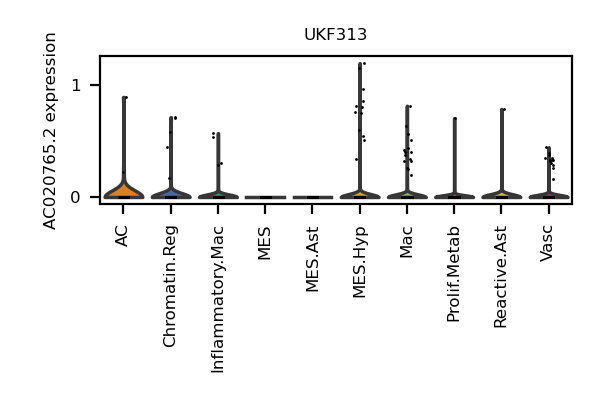 UKF313
AC020765.2 expression
1
0
AC
Chromatin.Reg
Inflammatory.Mac
MES
MES.Ast
MES.Hyp
Mac
Prolif.Metab
Reactive.Ast
Vasc